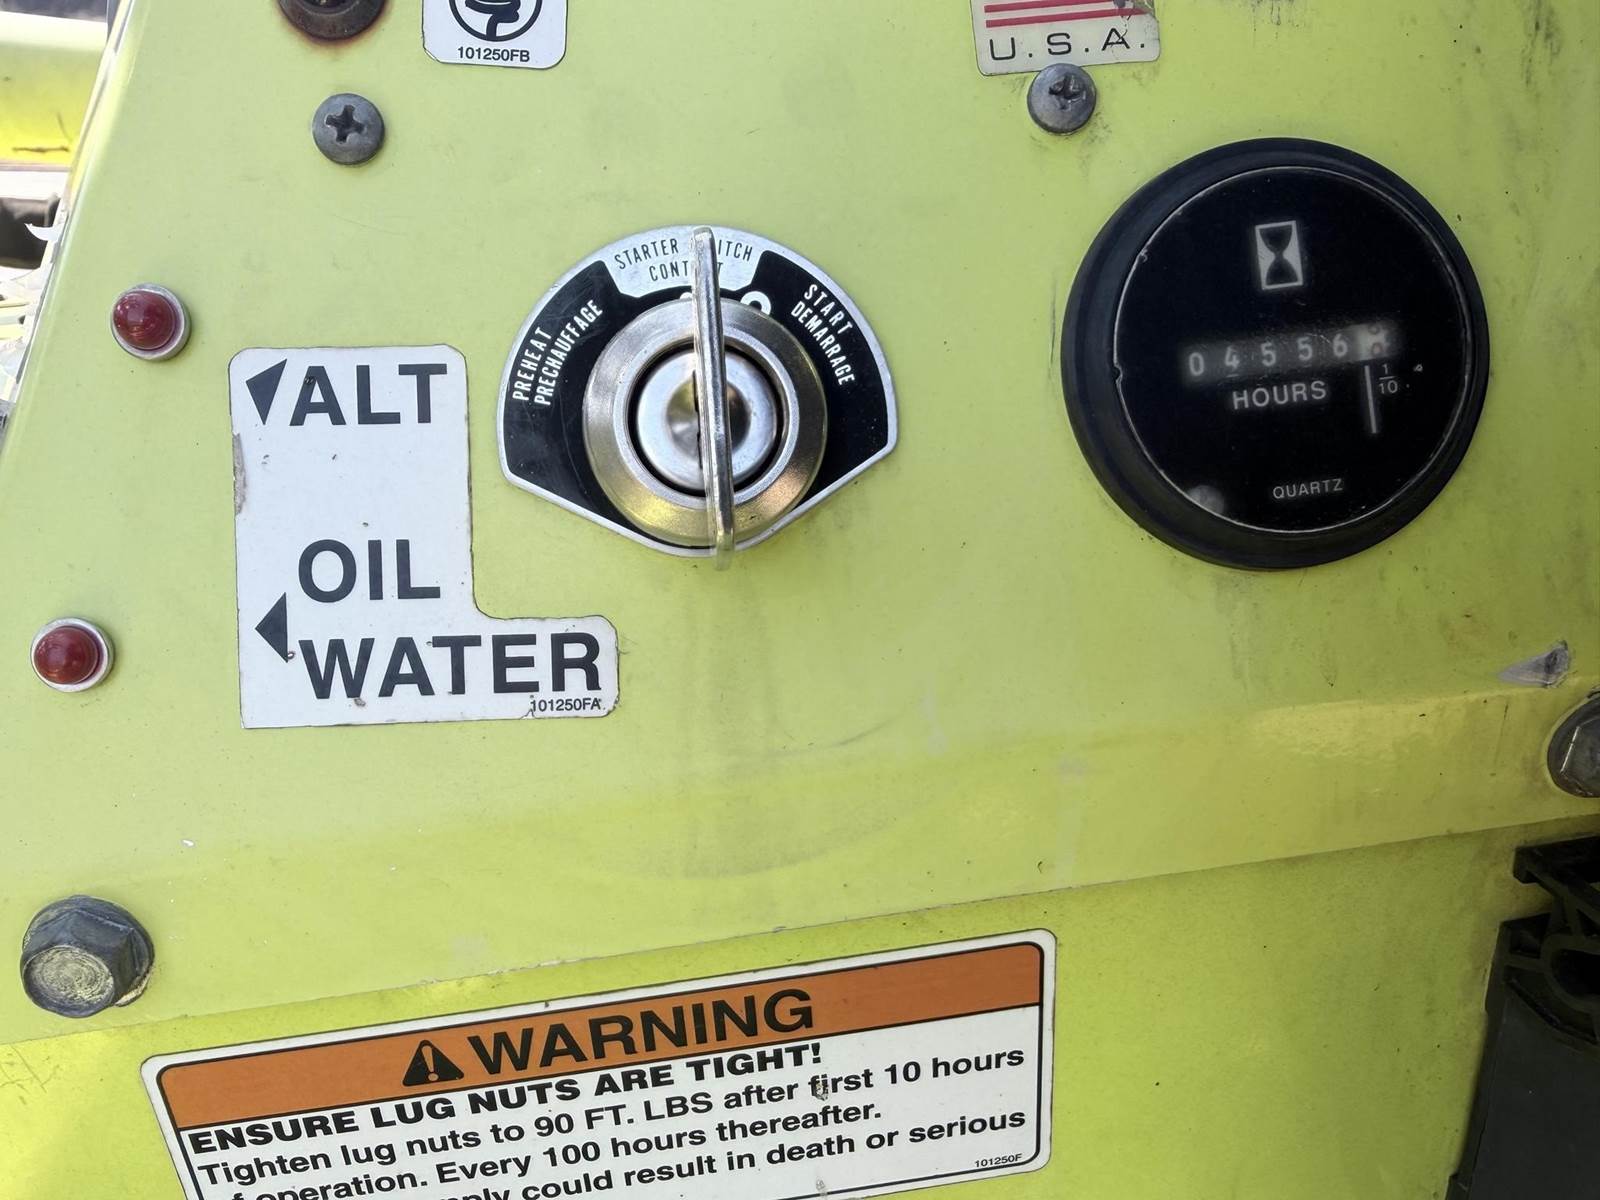 101250FB
U.S.A.
STARTER ITCH
CONT T
PREHEAT
PRECHAUFFAGE
START
DEMARRAGE
ALT
OIL
WATER
101250FA
04556
HOURS
1/10
QUARTZ
WARNING
ENSURE LUG NUTS ARE TIGHT!
Tighten lug nuts to 90 FT. LBS after first 10 hours
of operation. Every 100 hours thereafter.
could result in death or serious
101250F